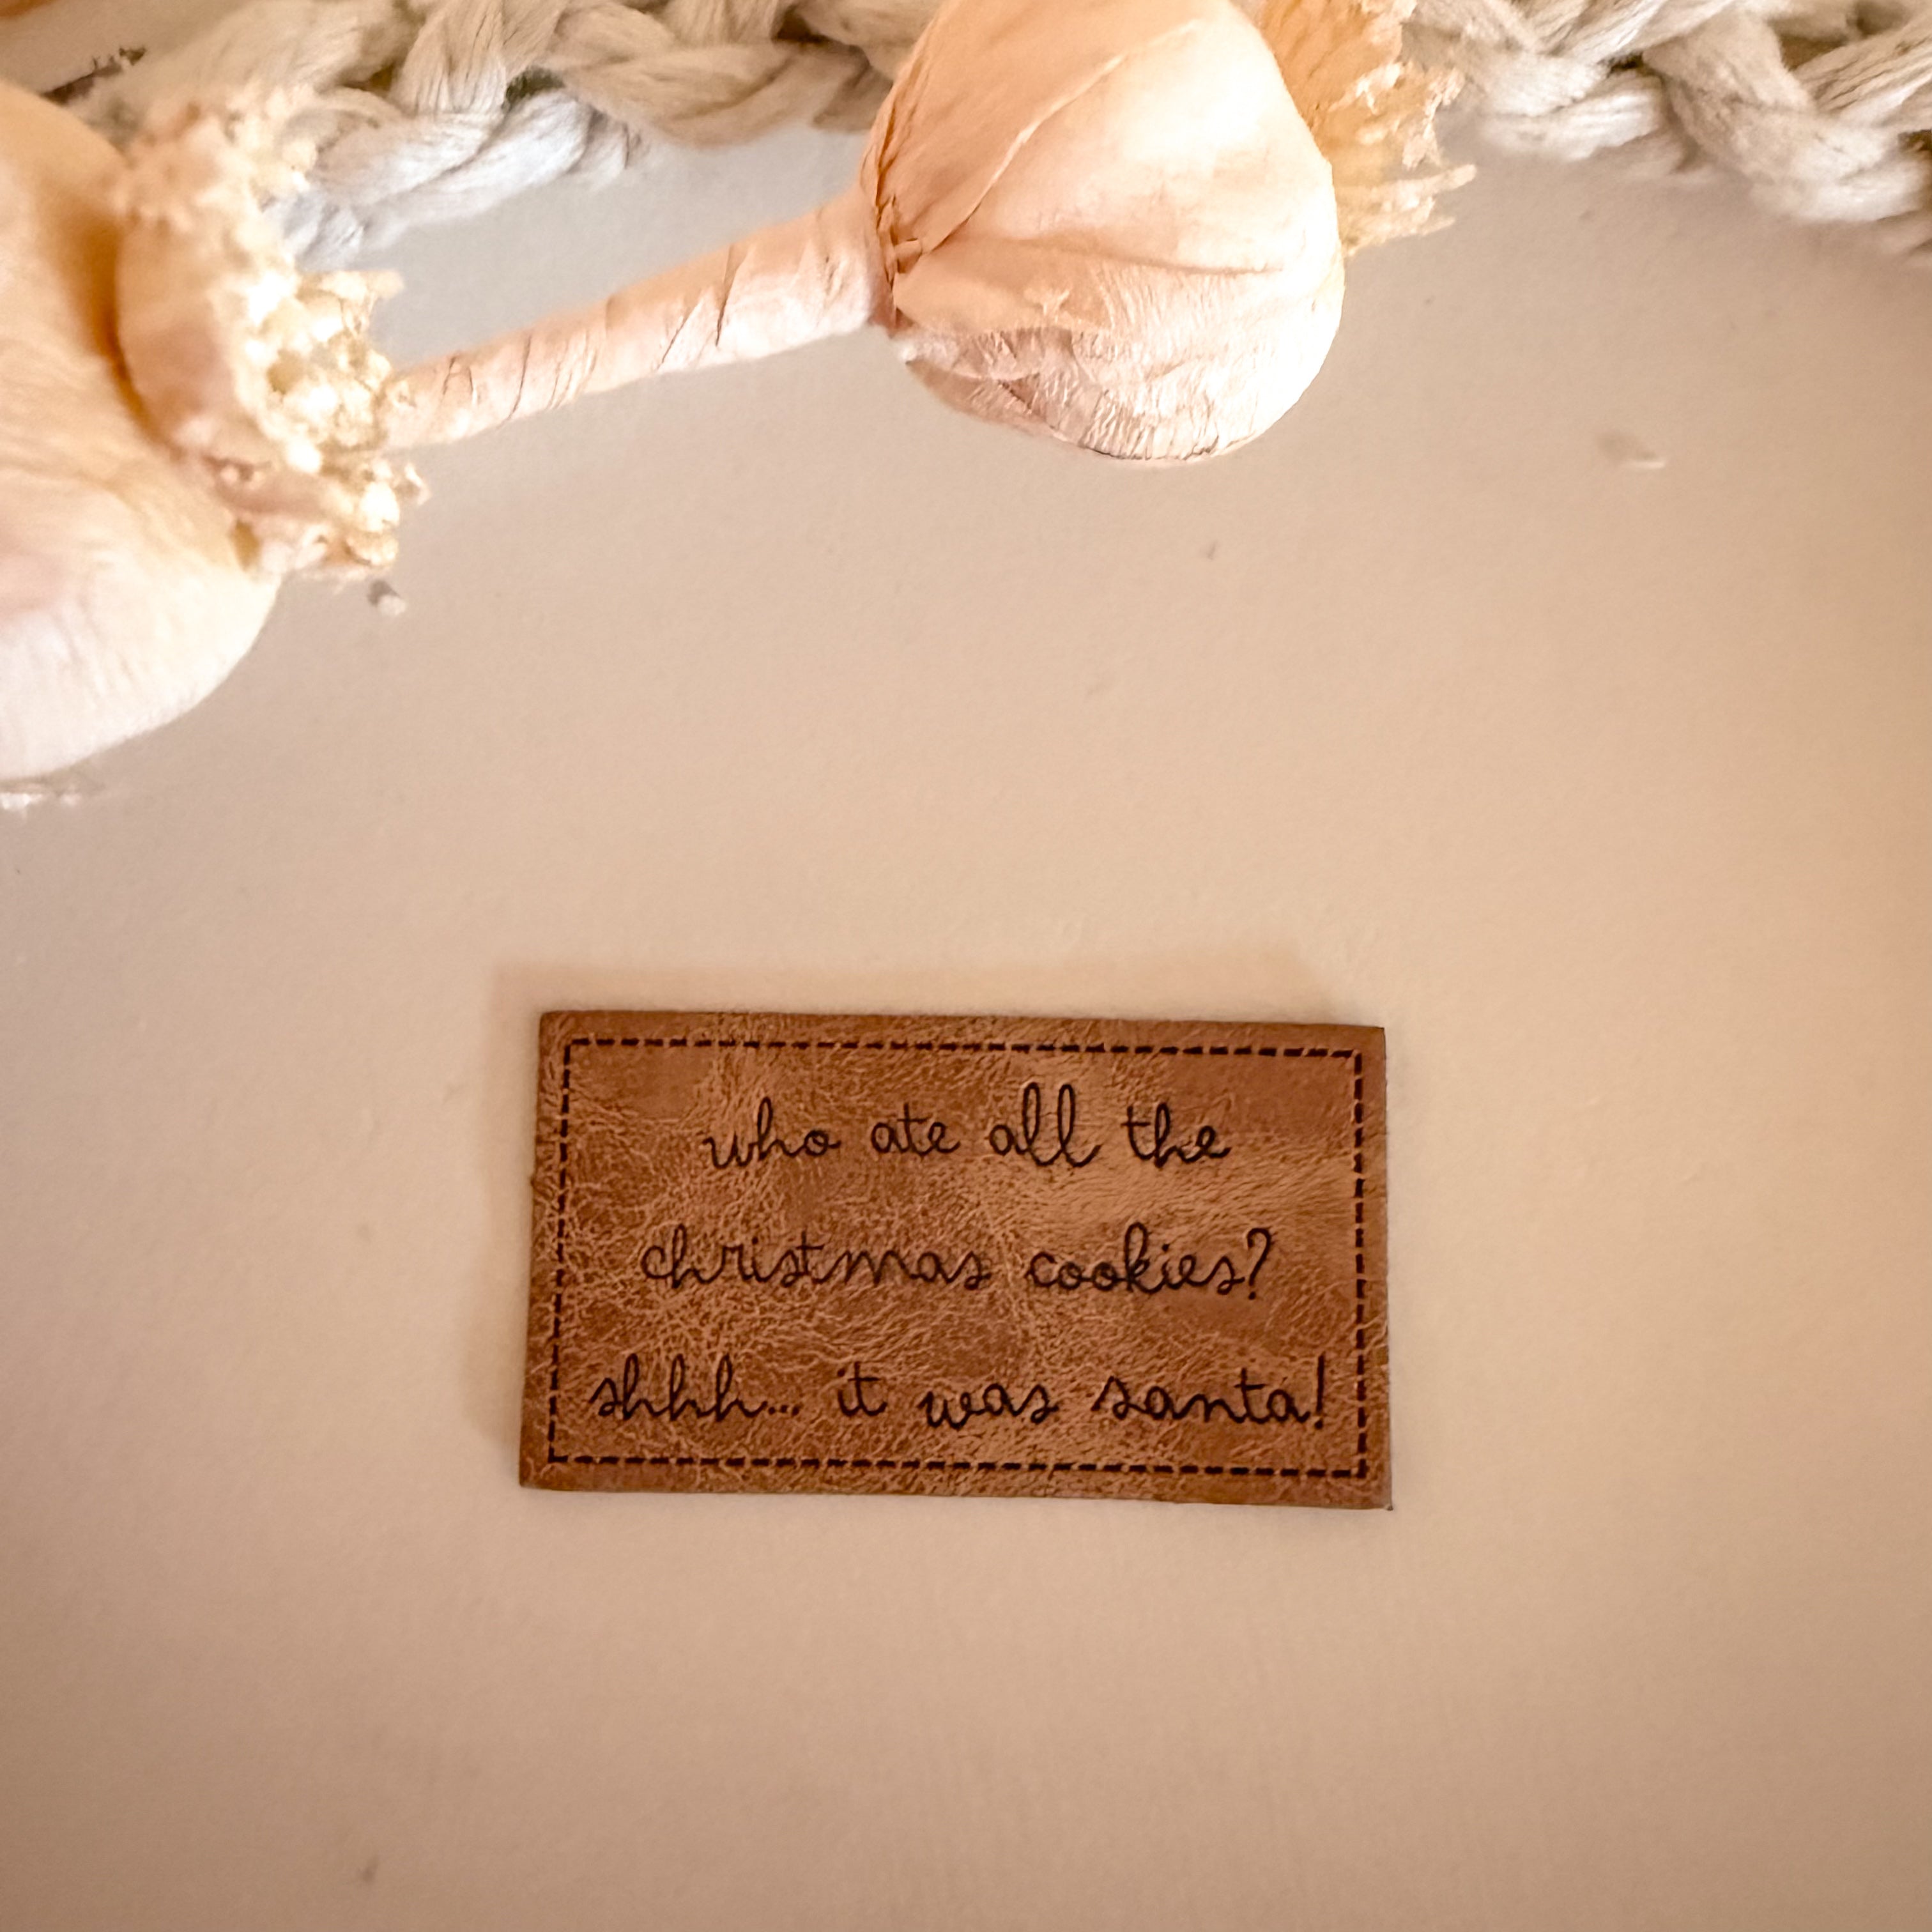 who ate all the
christmas cookies?
shhh... it was santa!